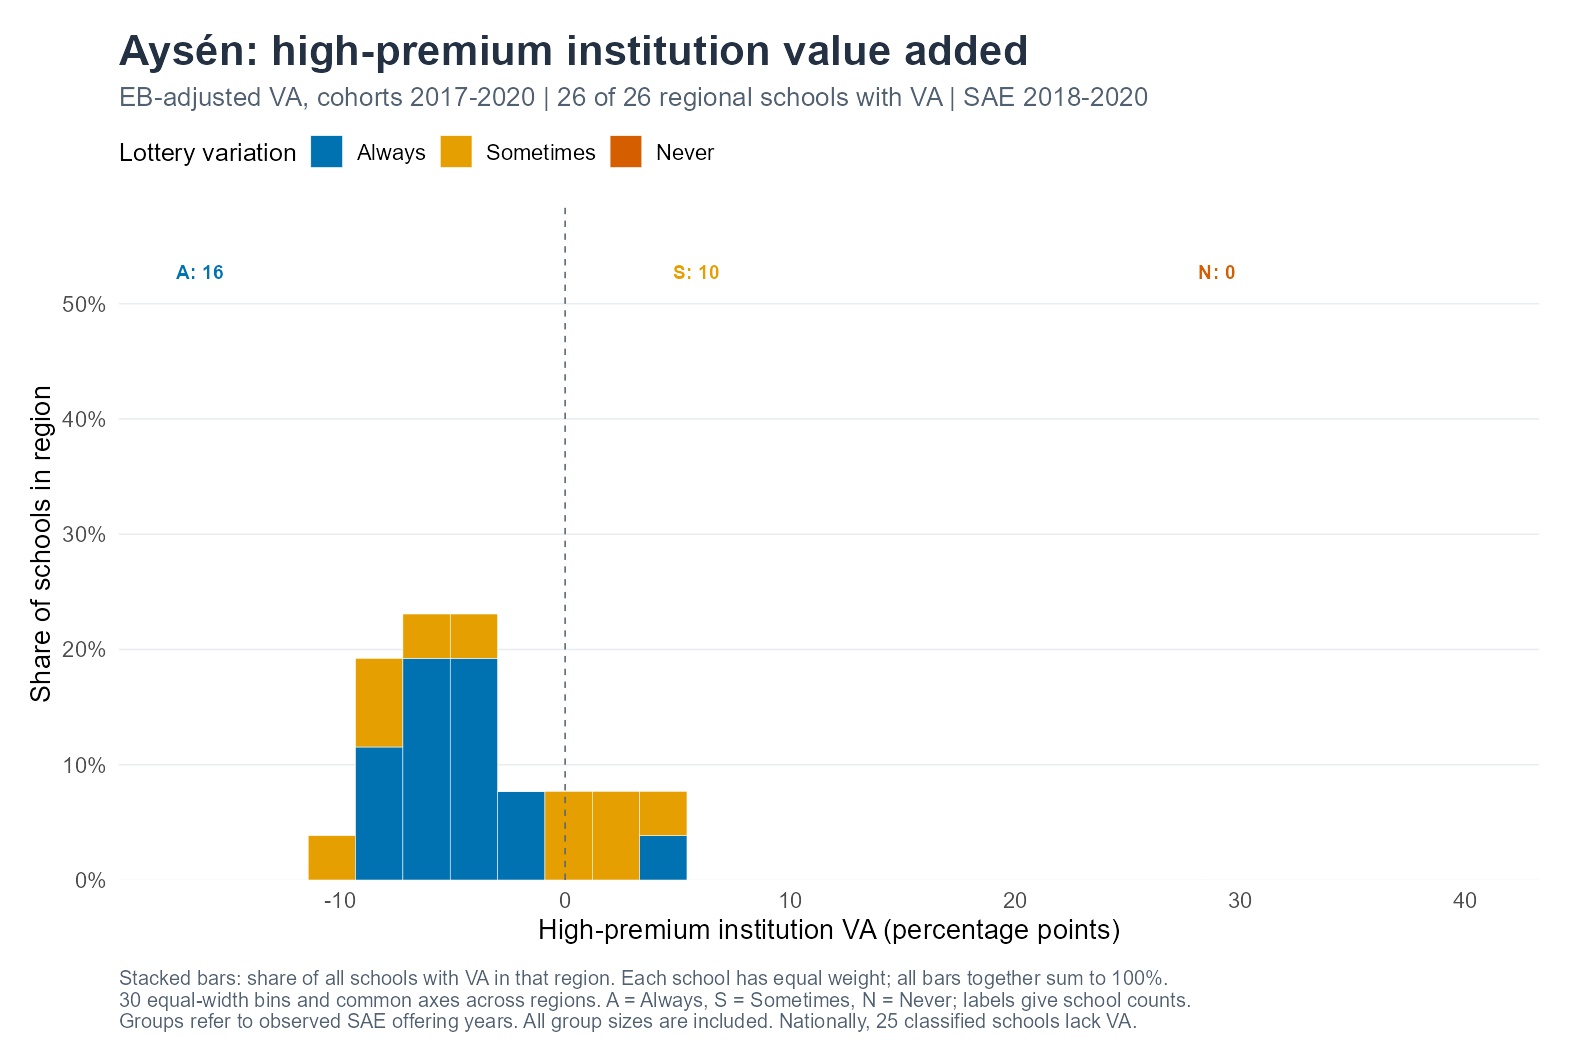 Aysén: high-premium institution value added
EB-adjusted VA, cohorts 2017-2020 | 26 of 26 regional schools with VA | SAE 2018-2020
Lottery variation Always Sometimes Never
A: 16 S: 10 N: 0
50%
40%
30%
20%
10%
0%
Share of schools in region
-10 0 10 20 30 40
High-premium institution VA (percentage points)
Stacked bars: share of all schools with VA in that region. Each school has equal weight; all bars together sum to 100%.
30 equal-width bins and common axes across regions. A = Always, S = Sometimes, N = Never; labels give school counts.
Groups refer to observed SAE offering years. All group sizes are included. Nationally, 25 classified schools lack VA.